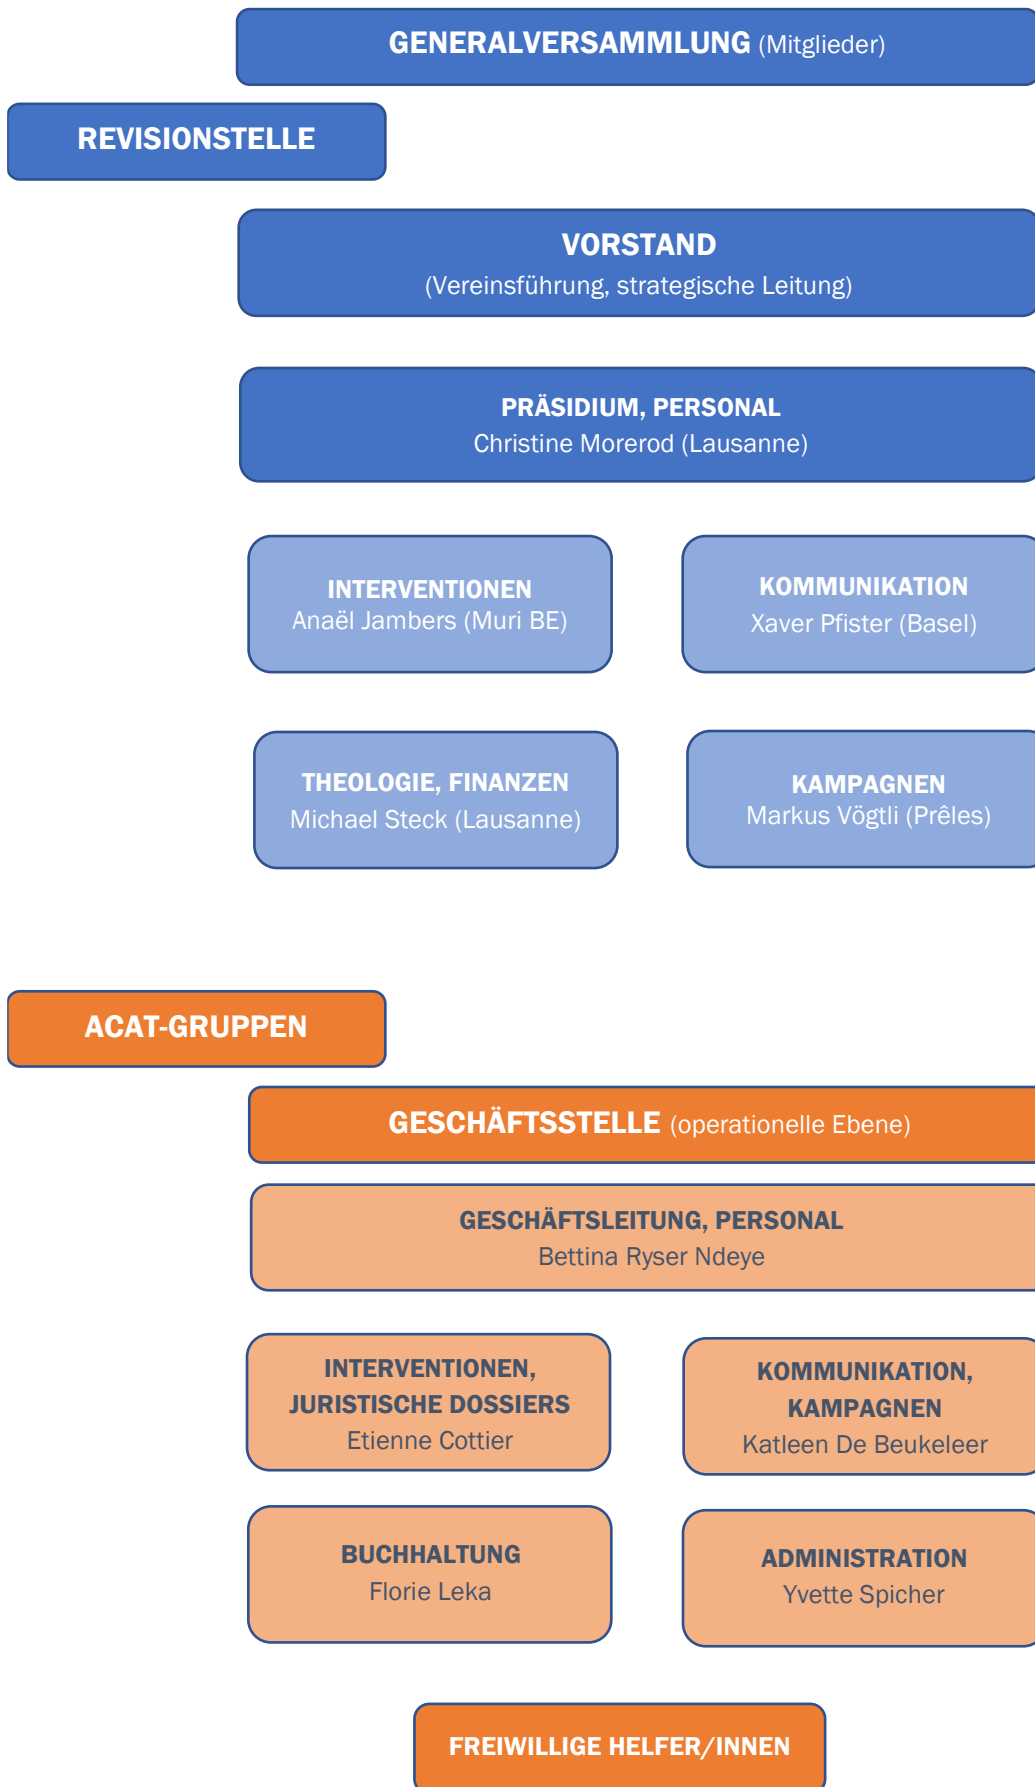 GENERALVERSAMMLUNG (Mitglieder)
REVISIONSTELLE
VORSTAND
(Vereinsführung, strategische Leitung)
PRÄSIDIUM, PERSONAL
Christine Morerod (Lausanne)
INTERVENTIONEN
Anaël Jambers (Muri BE)
KOMMUNIKATION
Xaver Pfister (Basel)
THEOLOGIE, FINANZEN
Michael Steck (Lausanne)
KAMPAGNEN
Markus Vögtli (Prêles)
ACAT-GRUPPEN
GESCHÄFTSSTELLE (operationelle Ebene)
GESCHÄFTSLEITUNG, PERSONAL
Bettina Ryser Ndeye
INTERVENTIONEN,
JURISTISCHE DOSSIERS
Etienne Cottier
KOMMUNIKATION,
KAMPAGNEN
Katleen De Beukeleer
BUCHHALTUNG
Florie Leka
ADMINISTRATION
Yvette Spicher
FREIWILLIGE HELFER/INNEN